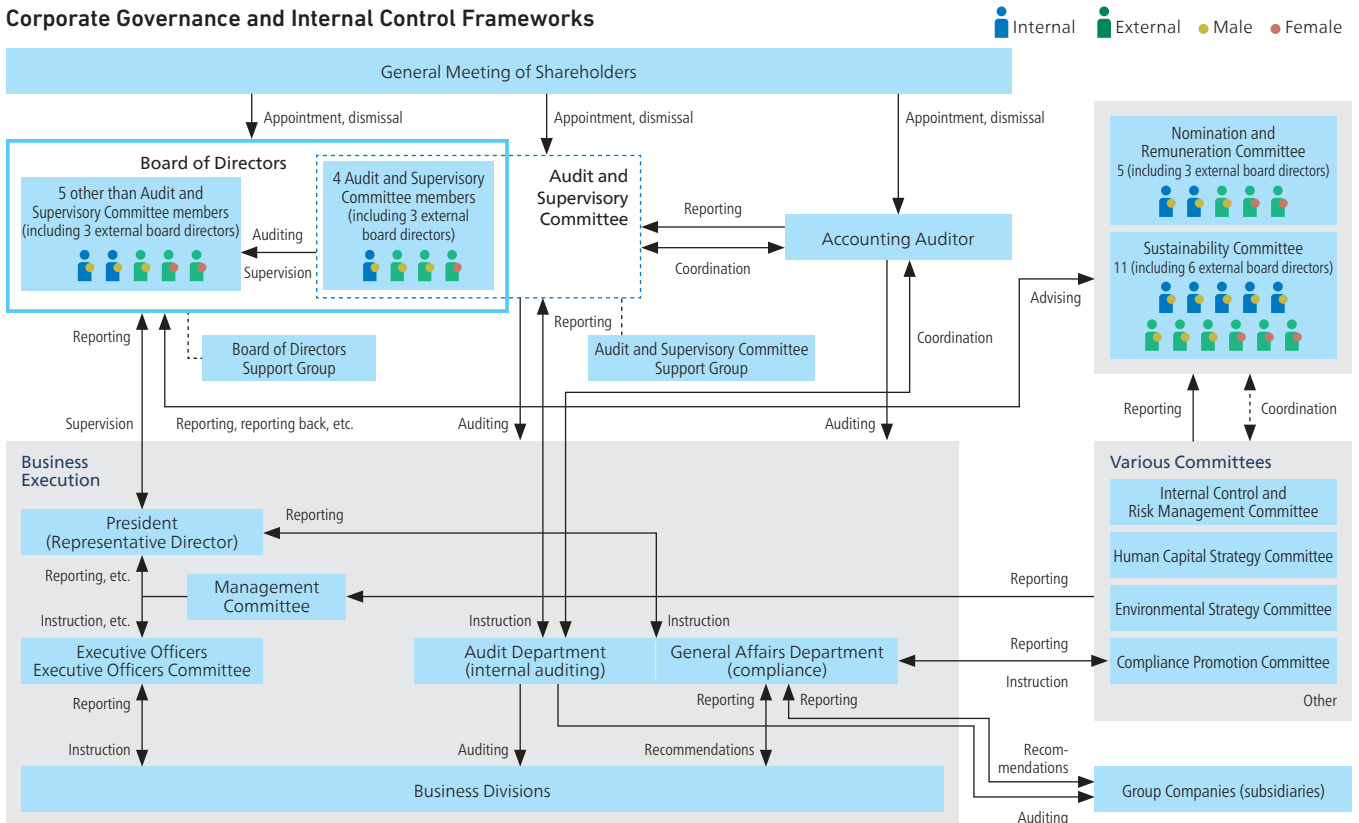 Corporate Governance and Internal Control Frameworks
Internal
External
Male
Female
General Meeting of Shareholders
Appointment, dismissal
Appointment, dismissal
Appointment, dismissal
Board of Directors
5 other than Audit and
Supervisory Committee members
(including 3 external board directors)
Auditing
Supervision
4 Audit and Supervisory
Committee members
(including 3 external
board directors)
Audit and
Supervisory
Committee
Reporting
Coordination
Accounting Auditor
Nomination and
Remuneration Committee
5 (including 3 external board directors)
Sustainability Committee
11 (including 6 external board directors)
Advising
Reporting
Board of Directors
Support Group
Reporting
Audit and Supervisory Committee
Support Group
Coordination
Supervision
Reporting, reporting back, etc.
Auditing
Auditing
Reporting
Coordination
Business
Execution
President
(Representative Director)
Reporting
Reporting, etc.
Management
Committee
Instruction, etc.
Instruction
Instruction
Executive Officers
Executive Officers Committee
Audit Department
(internal auditing)
General Affairs Department
(compliance)
Reporting
Reporting
Instruction
Various Committees
Internal Control and
Risk Management Committee
Human Capital Strategy Committee
Environmental Strategy Committee
Compliance Promotion Committee
Other
Reporting
Reporting
Reporting
Instruction
Auditing
Recommendations
Recom-
mendations
Business Divisions
Group Companies (subsidiaries)
Auditing